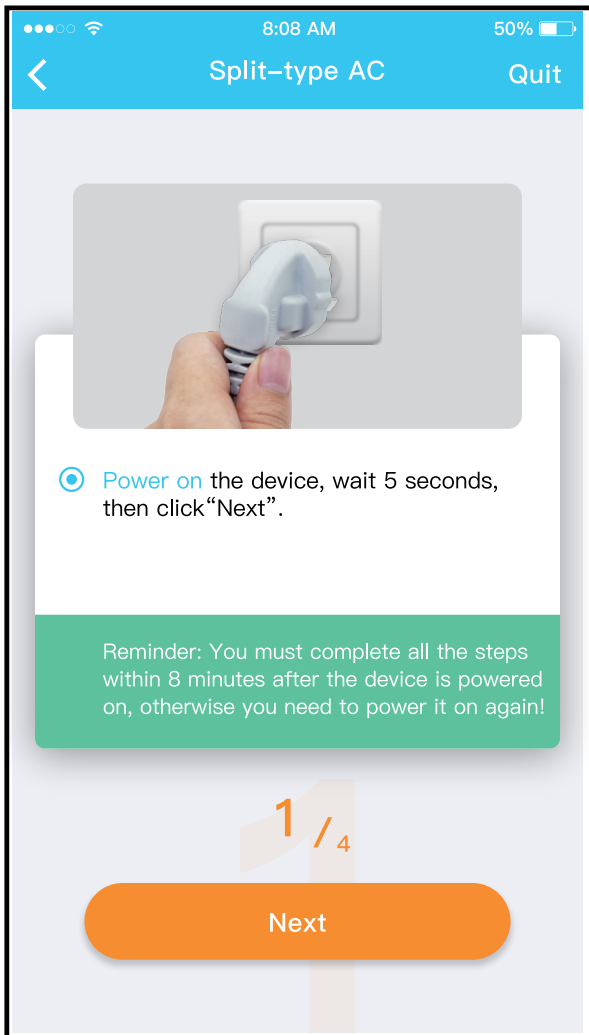 8:08 AM
50%
Split-type AC
Quit
Power on the device, wait 5 seconds,
then click“Next”.
Reminder: You must complete all the steps
within 8 minutes after the device is powered
on, otherwise you need to power it on again!
1/4
Next